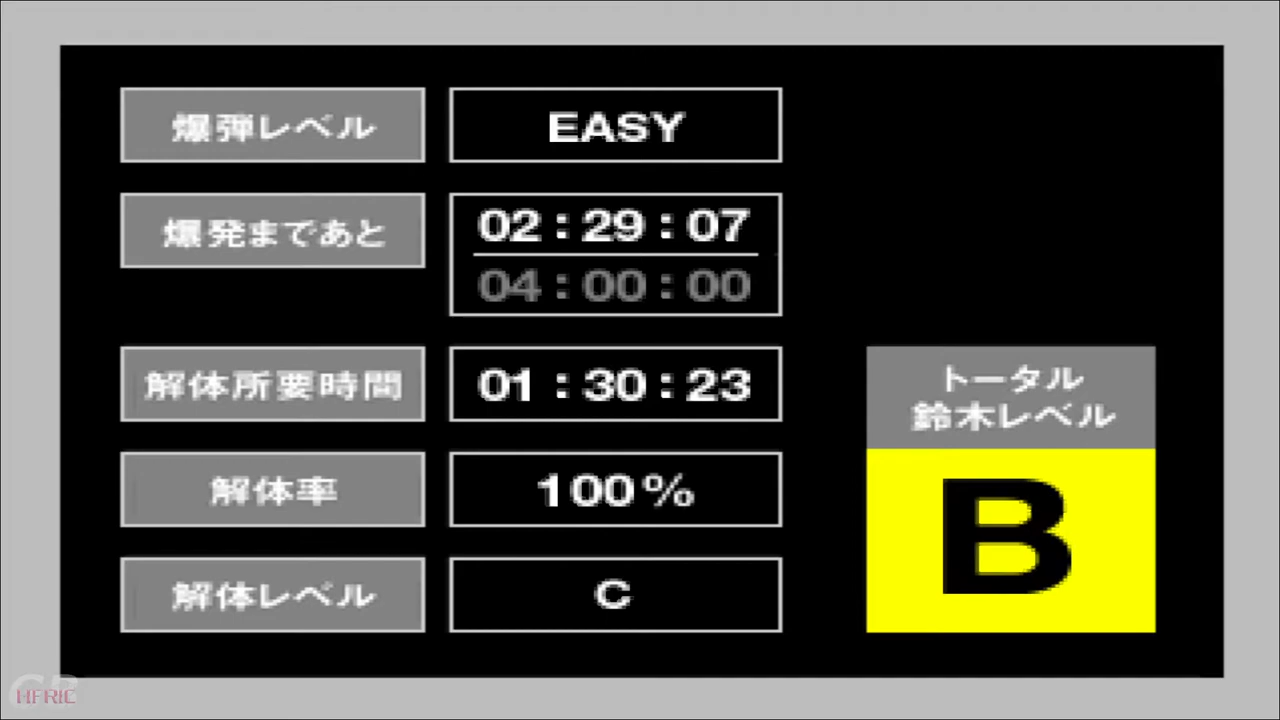 爆弾レベル
EASY
爆発まであと
02:29:07
04:00:00
解体所要時間
01:30:23
解体率
100%
解体レベル
C
トータル
鈴木レベル
B
HFRIC